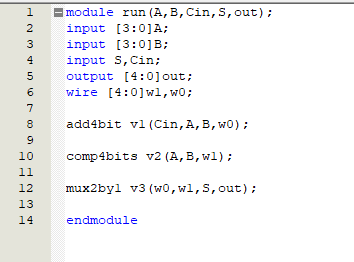 1 module run(A,B,Cin,S,out);
2 input [3:0]A;
3 input [3:0]B;
4 input S,Cin;
5 output [4:0]out;
6 wire [4:0]w1,w0;
7
8 add4bit v1(Cin,A,B,w0);
9
10 comp4bits v2(A,B,w1);
11
12 mux2by1 v3(w0,w1,S,out);
13
14 endmodule